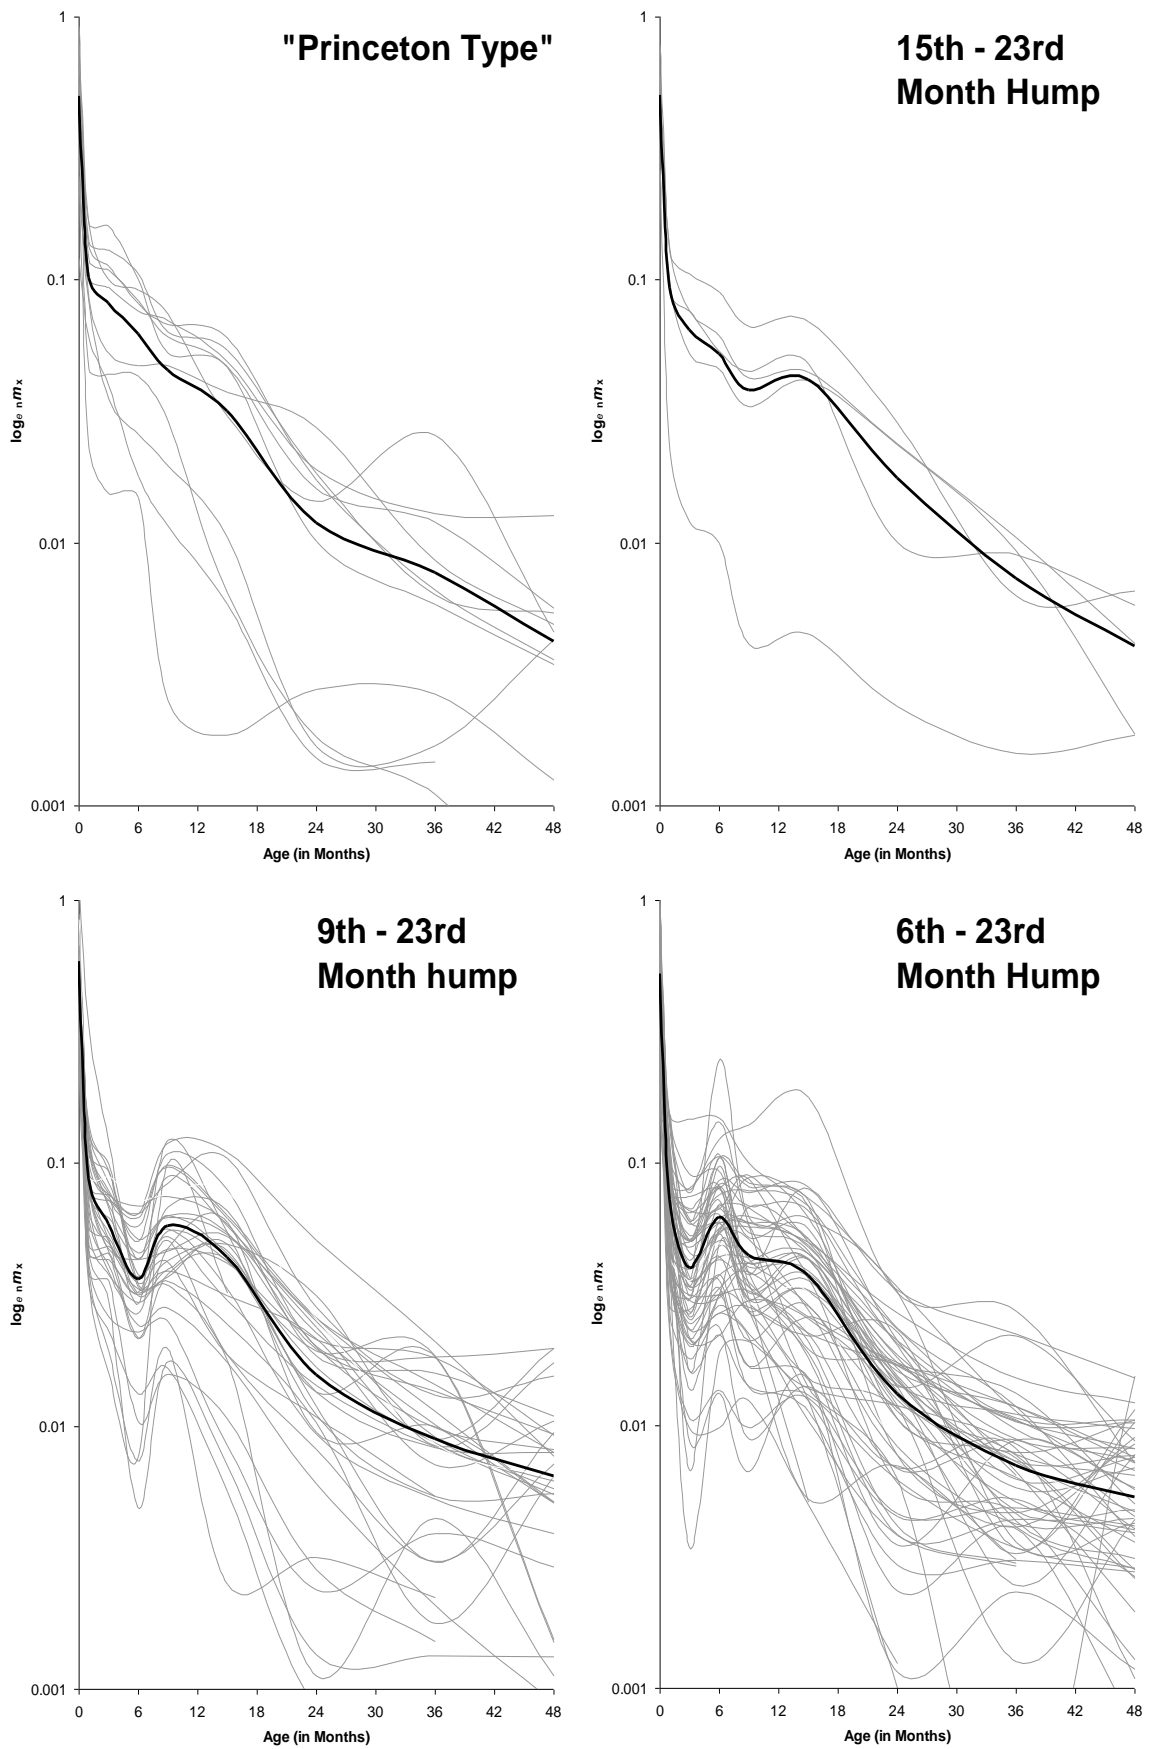 "Princeton Type"
1
0.1
0.01
0.001
logₑ ₙmₓ
0 6 12 18 24 30 36 42 48
Age (in Months)
15th - 23rd
Month Hump
1
0.1
0.01
0.001
logₑ ₙmₓ
0 6 12 18 24 30 36 42 48
Age (in Months)
9th - 23rd
Month hump
1
0.1
0.01
0.001
logₑ ₙmₓ
0 6 12 18 24 30 36 42 48
Age (in Months)
6th - 23rd
Month Hump
1
0.1
0.01
0.001
logₑ ₙmₓ
0 6 12 18 24 30 36 42 48
Age (in Months)